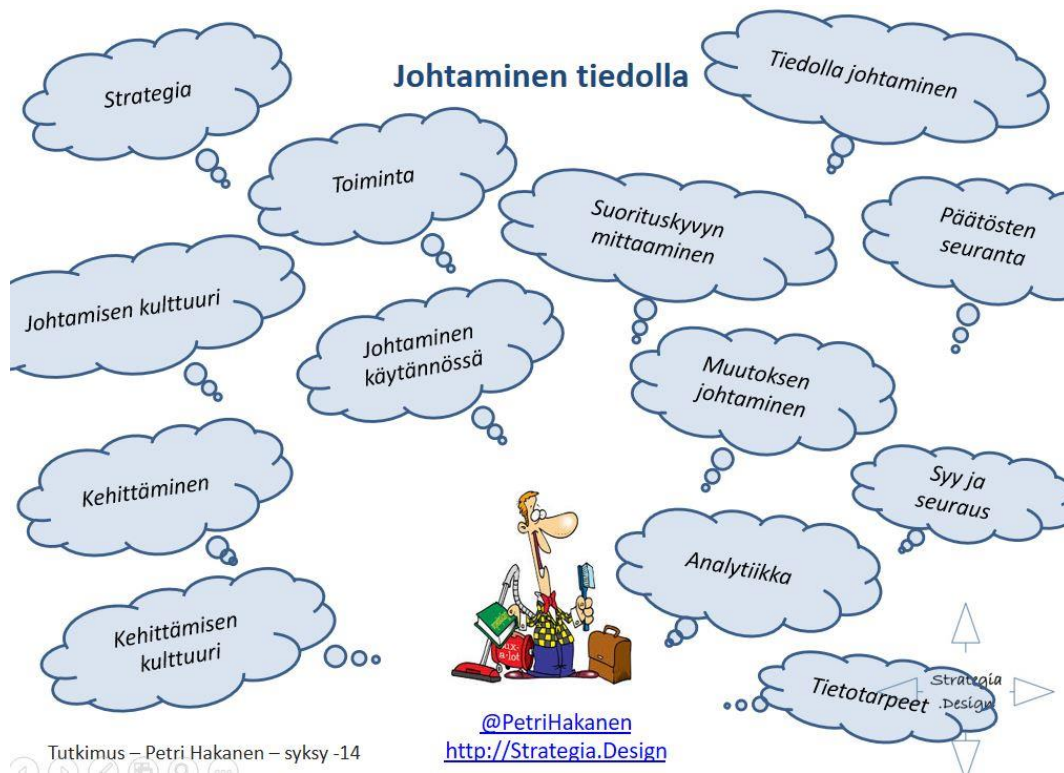 Johtaminen tiedolla
Strategia
Tiedolla johtaminen
Toiminta
Suorituskyvyn
mittaaminen
Päätösten
seuranta
Johtamisen kulttuuri
Johtaminen
käytännössä
Muutoksen
johtaminen
Kehittäminen
Syy ja
seuraus
Analytiikka
Kehittämisen
kulttuuri
Tietotarpeet
Strategia
.Design
@PetriHakanen
http://Strategia.Design
Tutkimus – Petri Hakanen – syksy -14